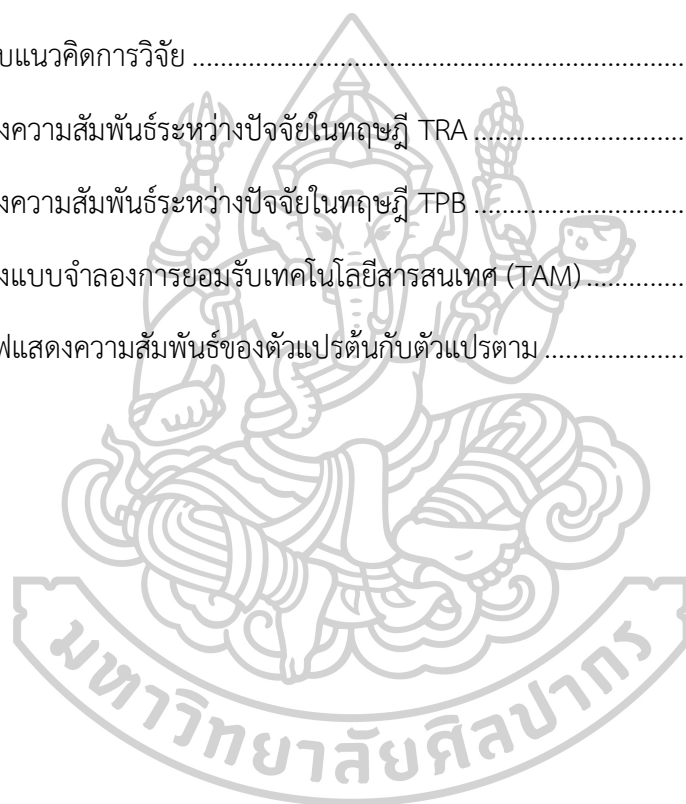 บแนวคิดการวิจัย ........................................................................
งความสัมพันธ์ระหว่างปัจจัยในทฤษฎี TRA ..............................
งความสัมพันธ์ระหว่างปัจจัยในทฤษฎี TPB ..............................
งแบบจำลองการยอมรับเทคโนโลยีสารสนเทศ (TAM) ..............
ฟแสดงความสัมพันธ์ของตัวแปรต้นกับตัวแปรตาม ....................
มหาวิทยาลัยศิลปากร